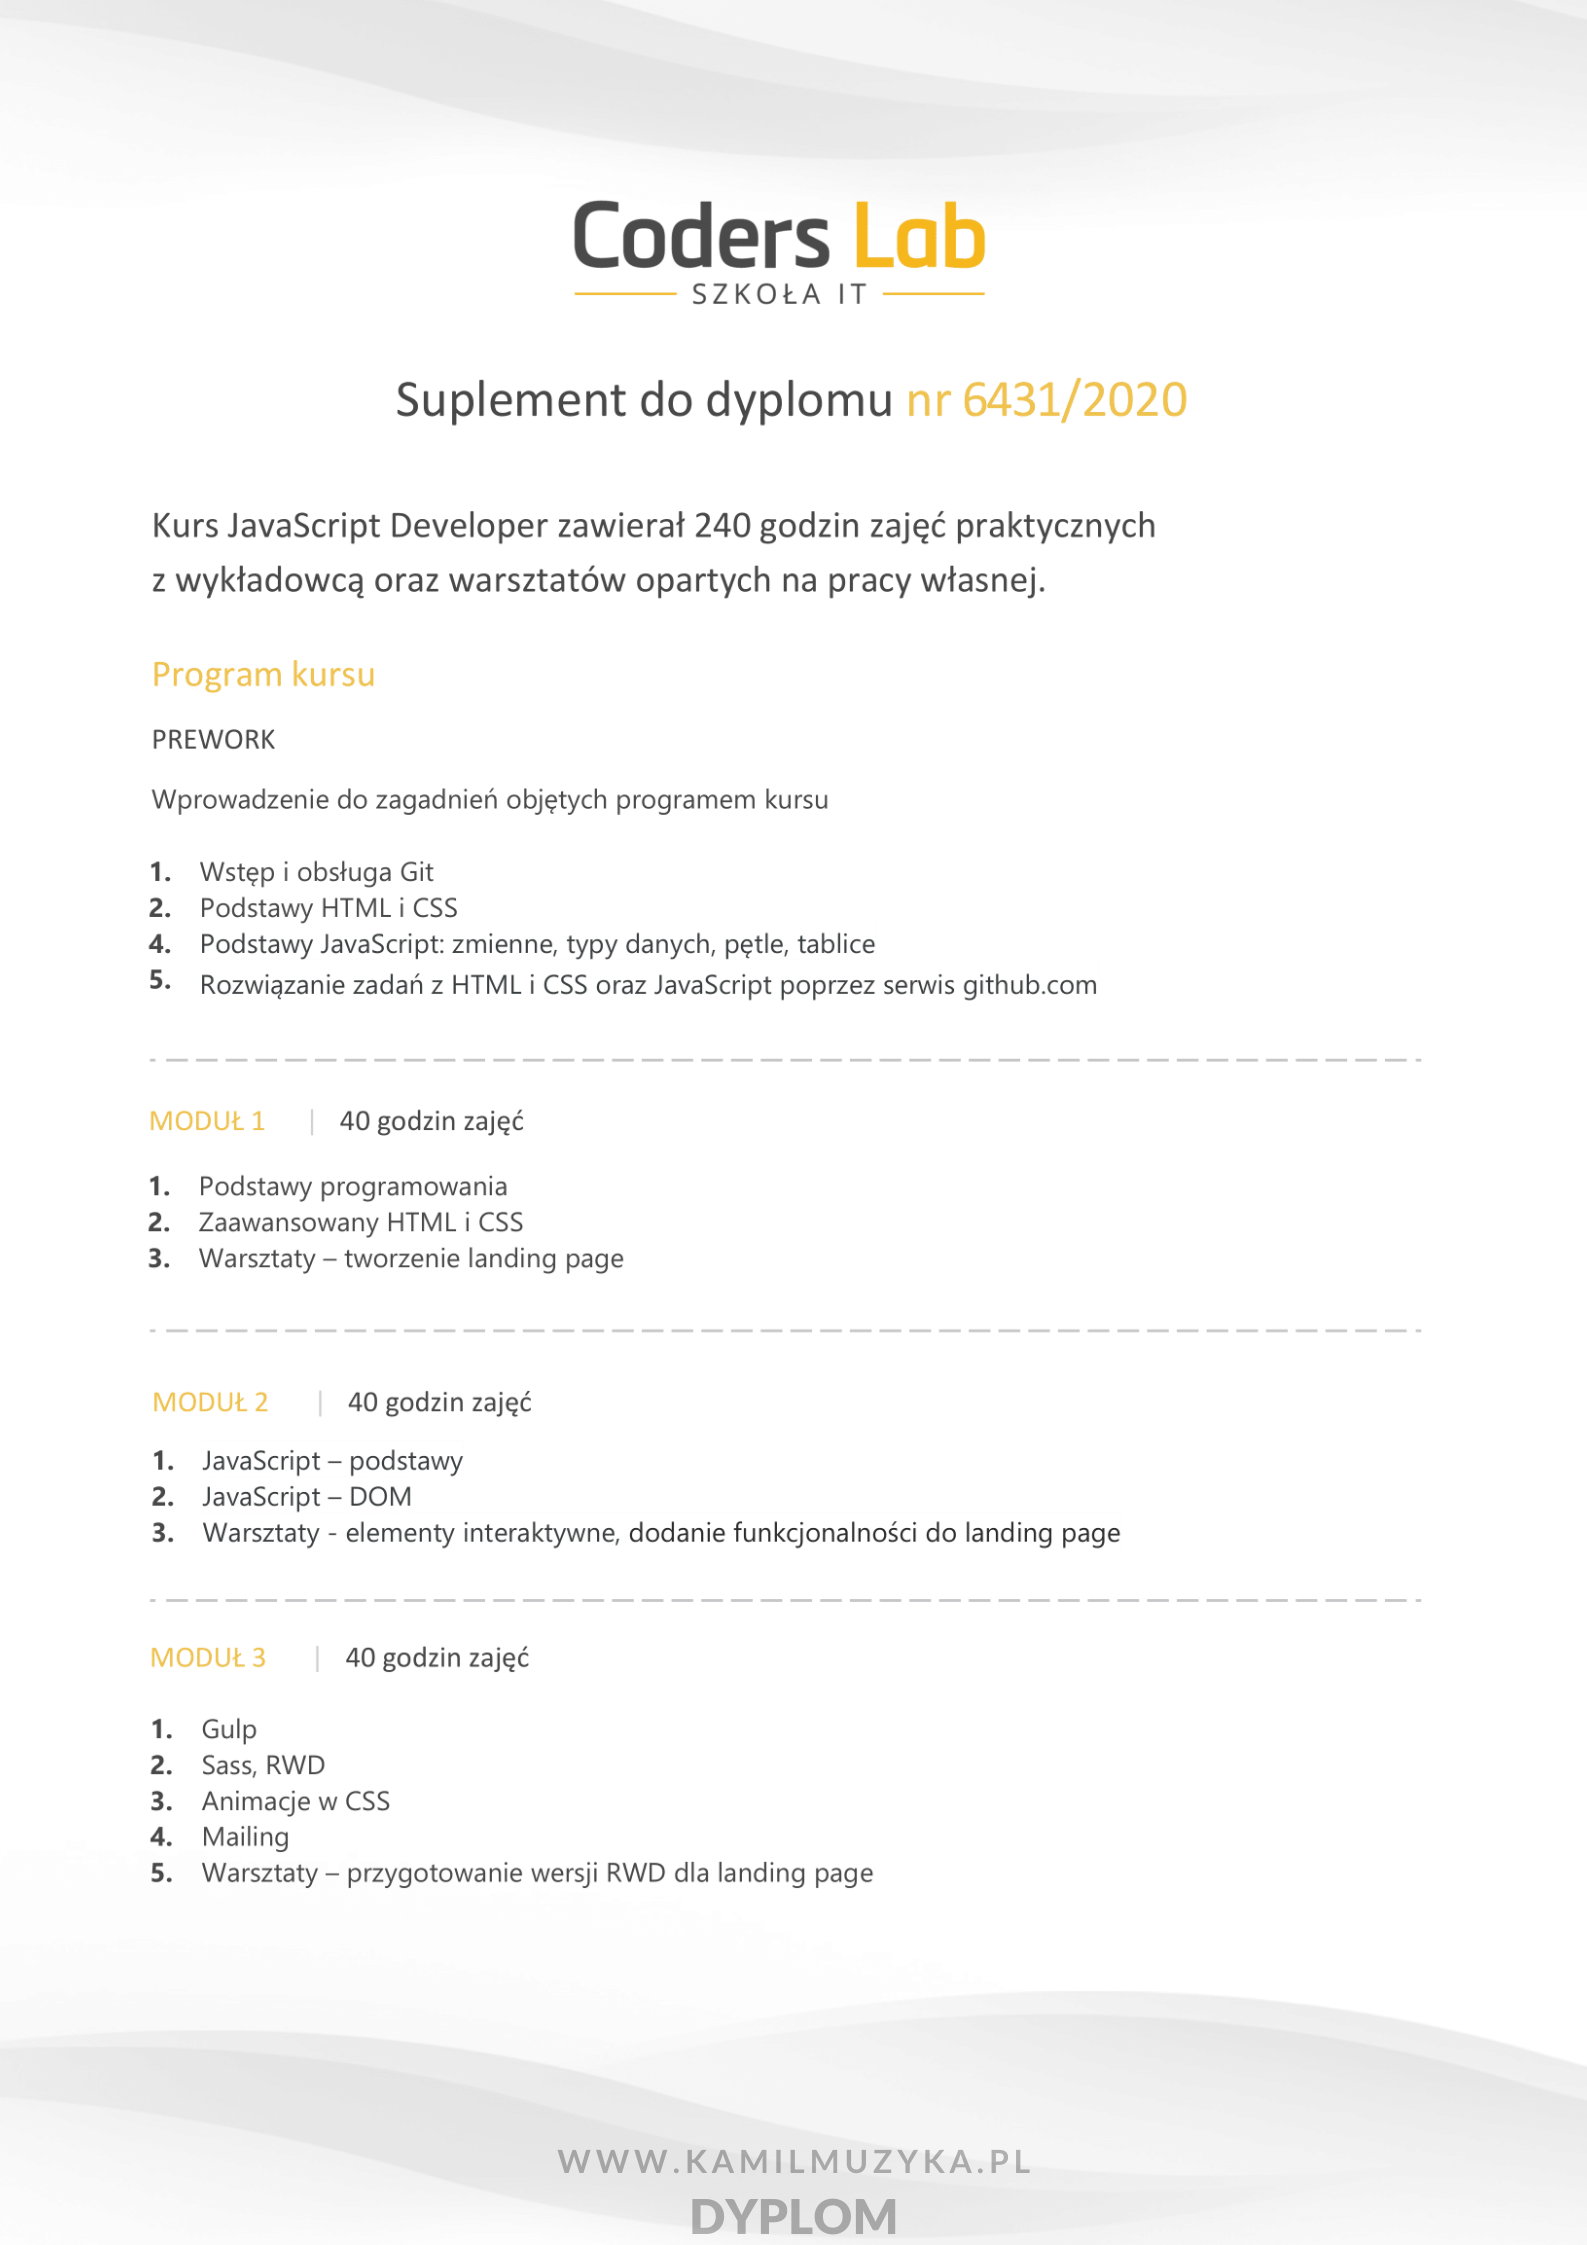 Coders Lab
SZKOŁA IT
Suplement do dyplomu nr 6431/2020
Kurs JavaScript Developer zawierał 240 godzin zajęć praktycznych
z wykładowcą oraz warsztatów opartych na pracy własnej.
Program kursu
PREWORK
Wprowadzenie do zagadnień objętych programem kursu
1. Wstęp i obsługa Git
2. Podstawy HTML i CSS
4. Podstawy JavaScript: zmienne, typy danych, pętle, tablice
5. Rozwiązanie zadań z HTML i CSS oraz JavaScript poprzez serwis github.com
MODUŁ 1 | 40 godzin zajęć
1. Podstawy programowania
2. Zaawansowany HTML i CSS
3. Warsztaty – tworzenie landing page
MODUŁ 2 | 40 godzin zajęć
1. JavaScript – podstawy
2. JavaScript – DOM
3. Warsztaty - elementy interaktywne, dodanie funkcjonalności do landing page
MODUŁ 3 | 40 godzin zajęć
1. Gulp
2. Sass, RWD
3. Animacje w CSS
4. Mailing
5. Warsztaty – przygotowanie wersji RWD dla landing page
WWW.KAMILMUZYKA.PL
DYPLOM